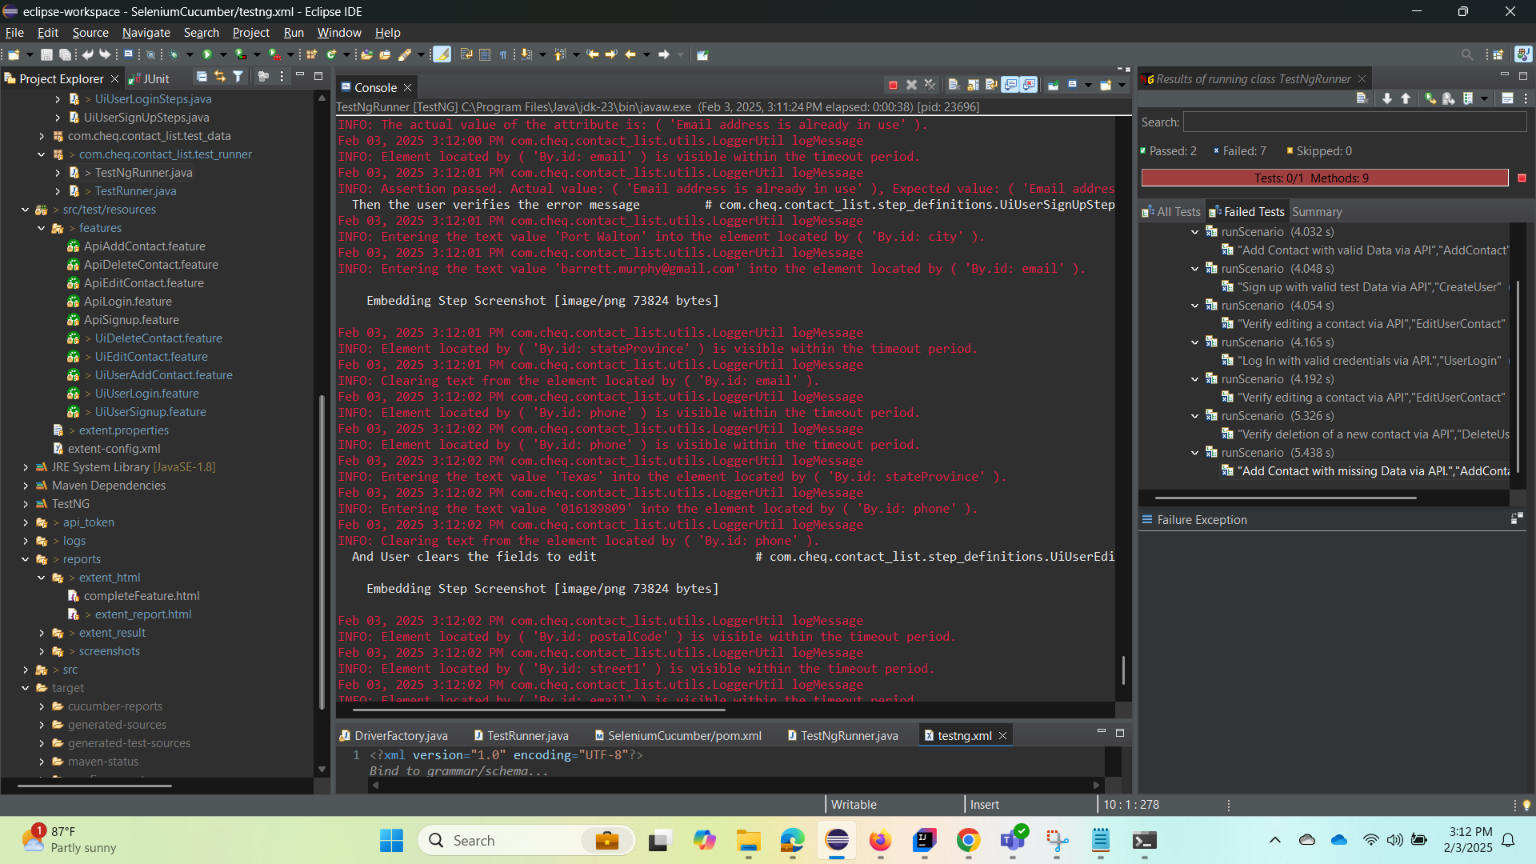 eclipse-workspace - SeleniumCucumber/testng.xml - Eclipse IDE
File Edit Source Navigate Search Project Run Window Help
Project Explorer
JUnit
> UiUserLoginSteps.java
UiUserSignUpSteps.java
com.cheq.contact_list.test_data
> com.cheq.contact_list.test_runner
> TestNgRunner.java
> TestRunner.java
> src/test/resources
> features
ApiAddContact.feature
ApiDeleteContact.feature
ApiEditContact.feature
ApiLogin.feature
ApiSignup.feature
> UiDeleteContact.feature
> UiEditContact.feature
> UiUserAddContact.feature
> UiUserLogin.feature
> UiUserSignup.feature
> extent.properties
extent-config.xml
JRE System Library [JavaSE-1.8]
Maven Dependencies
TestNG
> api_token
> logs
> reports
> extent_html
completeFeature.html
> extent_report.html
> extent_result
> screenshots
> src
target
cucumber-reports
generated-sources
generated-test-sources
maven-status
Console
TestNgRunner [TestNG] C:\Program Files\Java\jdk-23\bin\javaw.exe (Feb 3, 2025, 3:11:24 PM elapsed: 0:00:38) [pid: 23696]
INFO: The actual value of the attribute is: ( 'Email address is already in use' ).
Feb 03, 2025 3:12:00 PM com.cheq.contact_list.utils.LoggerUtil logMessage
INFO: Element located by ( 'By.id: email' ) is visible within the timeout period.
Feb 03, 2025 3:12:01 PM com.cheq.contact_list.utils.LoggerUtil logMessage
INFO: Assertion passed. Actual value: ( 'Email address is already in use' ), Expected value: ( 'Email addres
Then the user verifies the error message # com.cheq.contact_list.step_definitions.UiUserSignUpStep
Feb 03, 2025 3:12:01 PM com.cheq.contact_list.utils.LoggerUtil logMessage
INFO: Entering the text value 'Port Walton' into the element located by ( 'By.id: city' ).
Feb 03, 2025 3:12:01 PM com.cheq.contact_list.utils.LoggerUtil logMessage
INFO: Entering the text value 'barrett.murphy@gmail.com' into the element located by ( 'By.id: email' ).
Embedding Step Screenshot [image/png 73824 bytes]
Feb 03, 2025 3:12:01 PM com.cheq.contact_list.utils.LoggerUtil logMessage
INFO: Element located by ( 'By.id: stateProvince' ) is visible within the timeout period.
Feb 03, 2025 3:12:01 PM com.cheq.contact_list.utils.LoggerUtil logMessage
INFO: Clearing text from the element located by ( 'By.id: email' ).
Feb 03, 2025 3:12:02 PM com.cheq.contact_list.utils.LoggerUtil logMessage
INFO: Element located by ( 'By.id: phone' ) is visible within the timeout period.
Feb 03, 2025 3:12:02 PM com.cheq.contact_list.utils.LoggerUtil logMessage
INFO: Element located by ( 'By.id: phone' ) is visible within the timeout period.
Feb 03, 2025 3:12:02 PM com.cheq.contact_list.utils.LoggerUtil logMessage
INFO: Entering the text value 'Texas' into the element located by ( 'By.id: stateProvince' ).
Feb 03, 2025 3:12:02 PM com.cheq.contact_list.utils.LoggerUtil logMessage
INFO: Entering the text value '016189809' into the element located by ( 'By.id: phone' ).
Feb 03, 2025 3:12:02 PM com.cheq.contact_list.utils.LoggerUtil logMessage
INFO: Clearing text from the element located by ( 'By.id: phone' ).
And User clears the fields to edit # com.cheq.contact_list.step_definitions.UiUserEdi
Embedding Step Screenshot [image/png 73824 bytes]
Feb 03, 2025 3:12:02 PM com.cheq.contact_list.utils.LoggerUtil logMessage
INFO: Element located by ( 'By.id: postalCode' ) is visible within the timeout period.
Feb 03, 2025 3:12:02 PM com.cheq.contact_list.utils.LoggerUtil logMessage
INFO: Element located by ( 'By.id: street1' ) is visible within the timeout period.
Feb 03, 2025 3:12:02 PM com.cheq.contact_list.utils.LoggerUtil logMessage
INFO: Element located by ( 'By.id: email' ) is visible within the timeout period.
DriverFactory.java TestRunner.java SeleniumCucumber/pom.xml TestNgRunner.java testng.xml
1 <?xml version="1.0" encoding="UTF-8"?>
Bind to grammar/schema...
Results of running class TestNgRunner
Search:
Passed: 2 Failed: 7 Skipped: 0
Tests: 0/1 Methods: 9
All Tests Failed Tests Summary
runScenario (4.032 s)
"Add Contact with valid Data via API","AddContact"
runScenario (4.048 s)
"Sign up with valid test Data via API","CreateUser"
runScenario (4.054 s)
"Verify editing a contact via API","EditUserContact"
runScenario (4.165 s)
"Log In with valid credentials via API.","UserLogin"
runScenario (4.192 s)
"Verify editing a contact via API","EditUserContact"
runScenario (5.326 s)
"Verify deletion of a new contact via API","DeleteUs
runScenario (5.438 s)
"Add Contact with missing Data via API.","AddConta
Failure Exception
Writable Insert 10 : 1 : 278
1
87°F
Partly sunny
Search
3:12 PM
2/3/2025